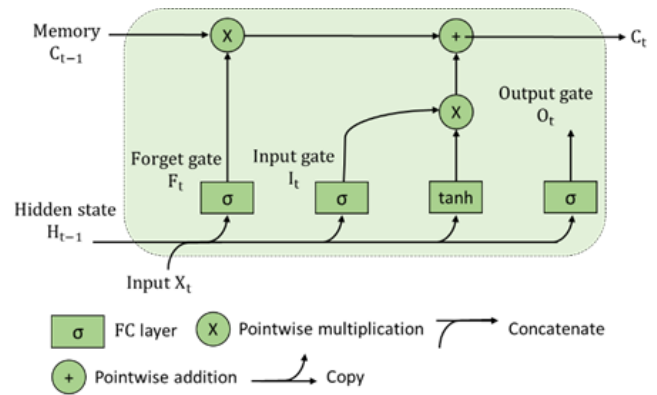 Memory
C_{t−1}
X
+
C_t
Output gate
O_t
X
Forget gate
F_t
Input gate
I_t
σ
σ
tanh
σ
Hidden state
H_{t−1}
Input X_t
σ FC layer
X Pointwise multiplication
Concatenate
+ Pointwise addition
Copy